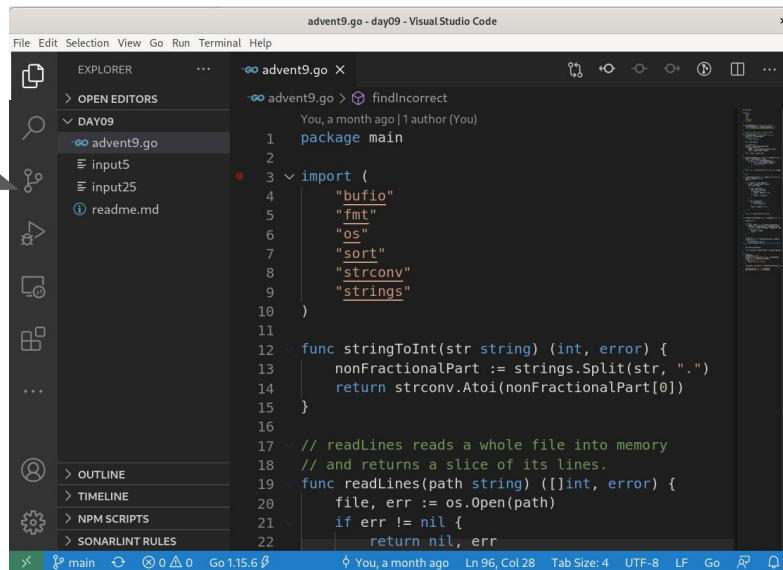 advent9.go - day09 - Visual Studio Code
File Edit Selection View Go Run Terminal Help
EXPLORER
OPEN EDITORS
DAY09
advent9.go
input5
input25
readme.md
OUTLINE
TIMELINE
NPM SCRIPTS
SONARLINT RULES
advent9.go
advent9.go > findIncorrect
You, a month ago | 1 author (You)
1 package main
2
3 import (
4 "bufio"
5 "fmt"
6 "os"
7 "sort"
8 "strconv"
9 "strings"
10 )
11
12 func stringToInt(str string) (int, error) {
13 nonFractionalPart := strings.Split(str, ".")
14 return strconv.Atoi(nonFractionalPart[0])
15 }
16
17 // readLines reads a whole file into memory
18 // and returns a slice of its lines.
19 func readLines(path string) ([]int, error) {
20 file, err := os.Open(path)
21 if err != nil {
22 return nil, err
main 0 0 Go 1.15.6 You, a month ago Ln 96, Col 28 Tab Size: 4 UTF-8 LF Go